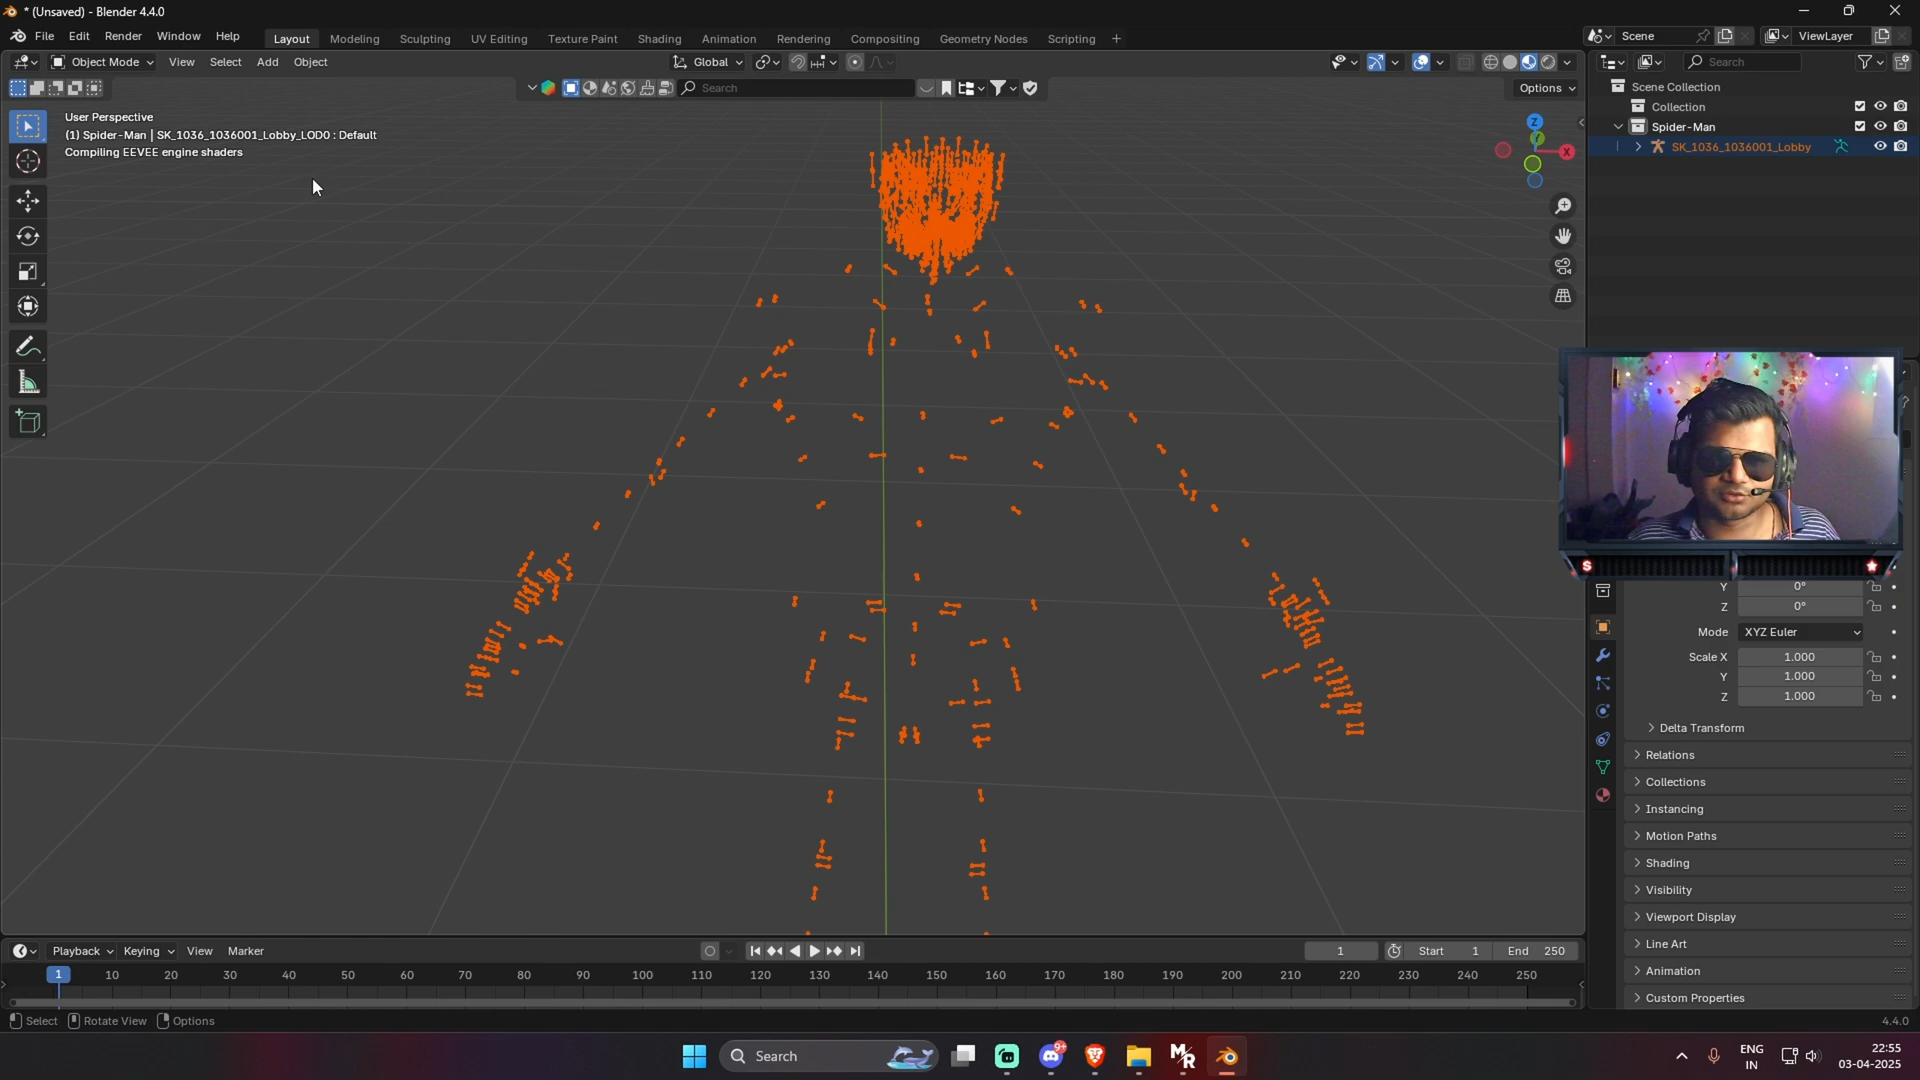 * (Unsaved) - Blender 4.4.0
File Edit Render Window Help
Layout Modeling Sculpting UV Editing Texture Paint Shading Animation Rendering Compositing Geometry Nodes Scripting +
Scene ViewLayer
Object Mode View Select Add Object
Global
Search
Search
Options
User Perspective
(1) Spider-Man | SK_1036_1036001_Lobby_LOD0 : Default
Compiling EEVEE engine shaders
Z
Y
X
Scene Collection
Collection
Spider-Man
SK_1036_1036001_Lobby
S
Y 0°
Z 0°
Mode XYZ Euler
Scale X 1.000
Y 1.000
Z 1.000
Delta Transform
Relations
Collections
Instancing
Motion Paths
Shading
Visibility
Viewport Display
Line Art
Animation
Custom Properties
Playback Keying View Marker
1 Start 1 End 250
1 10 20 30 40 50 60 70 80 90 100 110 120 130 140 150 160 170 180 190 200 210 220 230 240 250
Select Rotate View Options
4.4.0
Search
9+
MR
ENG
IN
22:55
03-04-2025